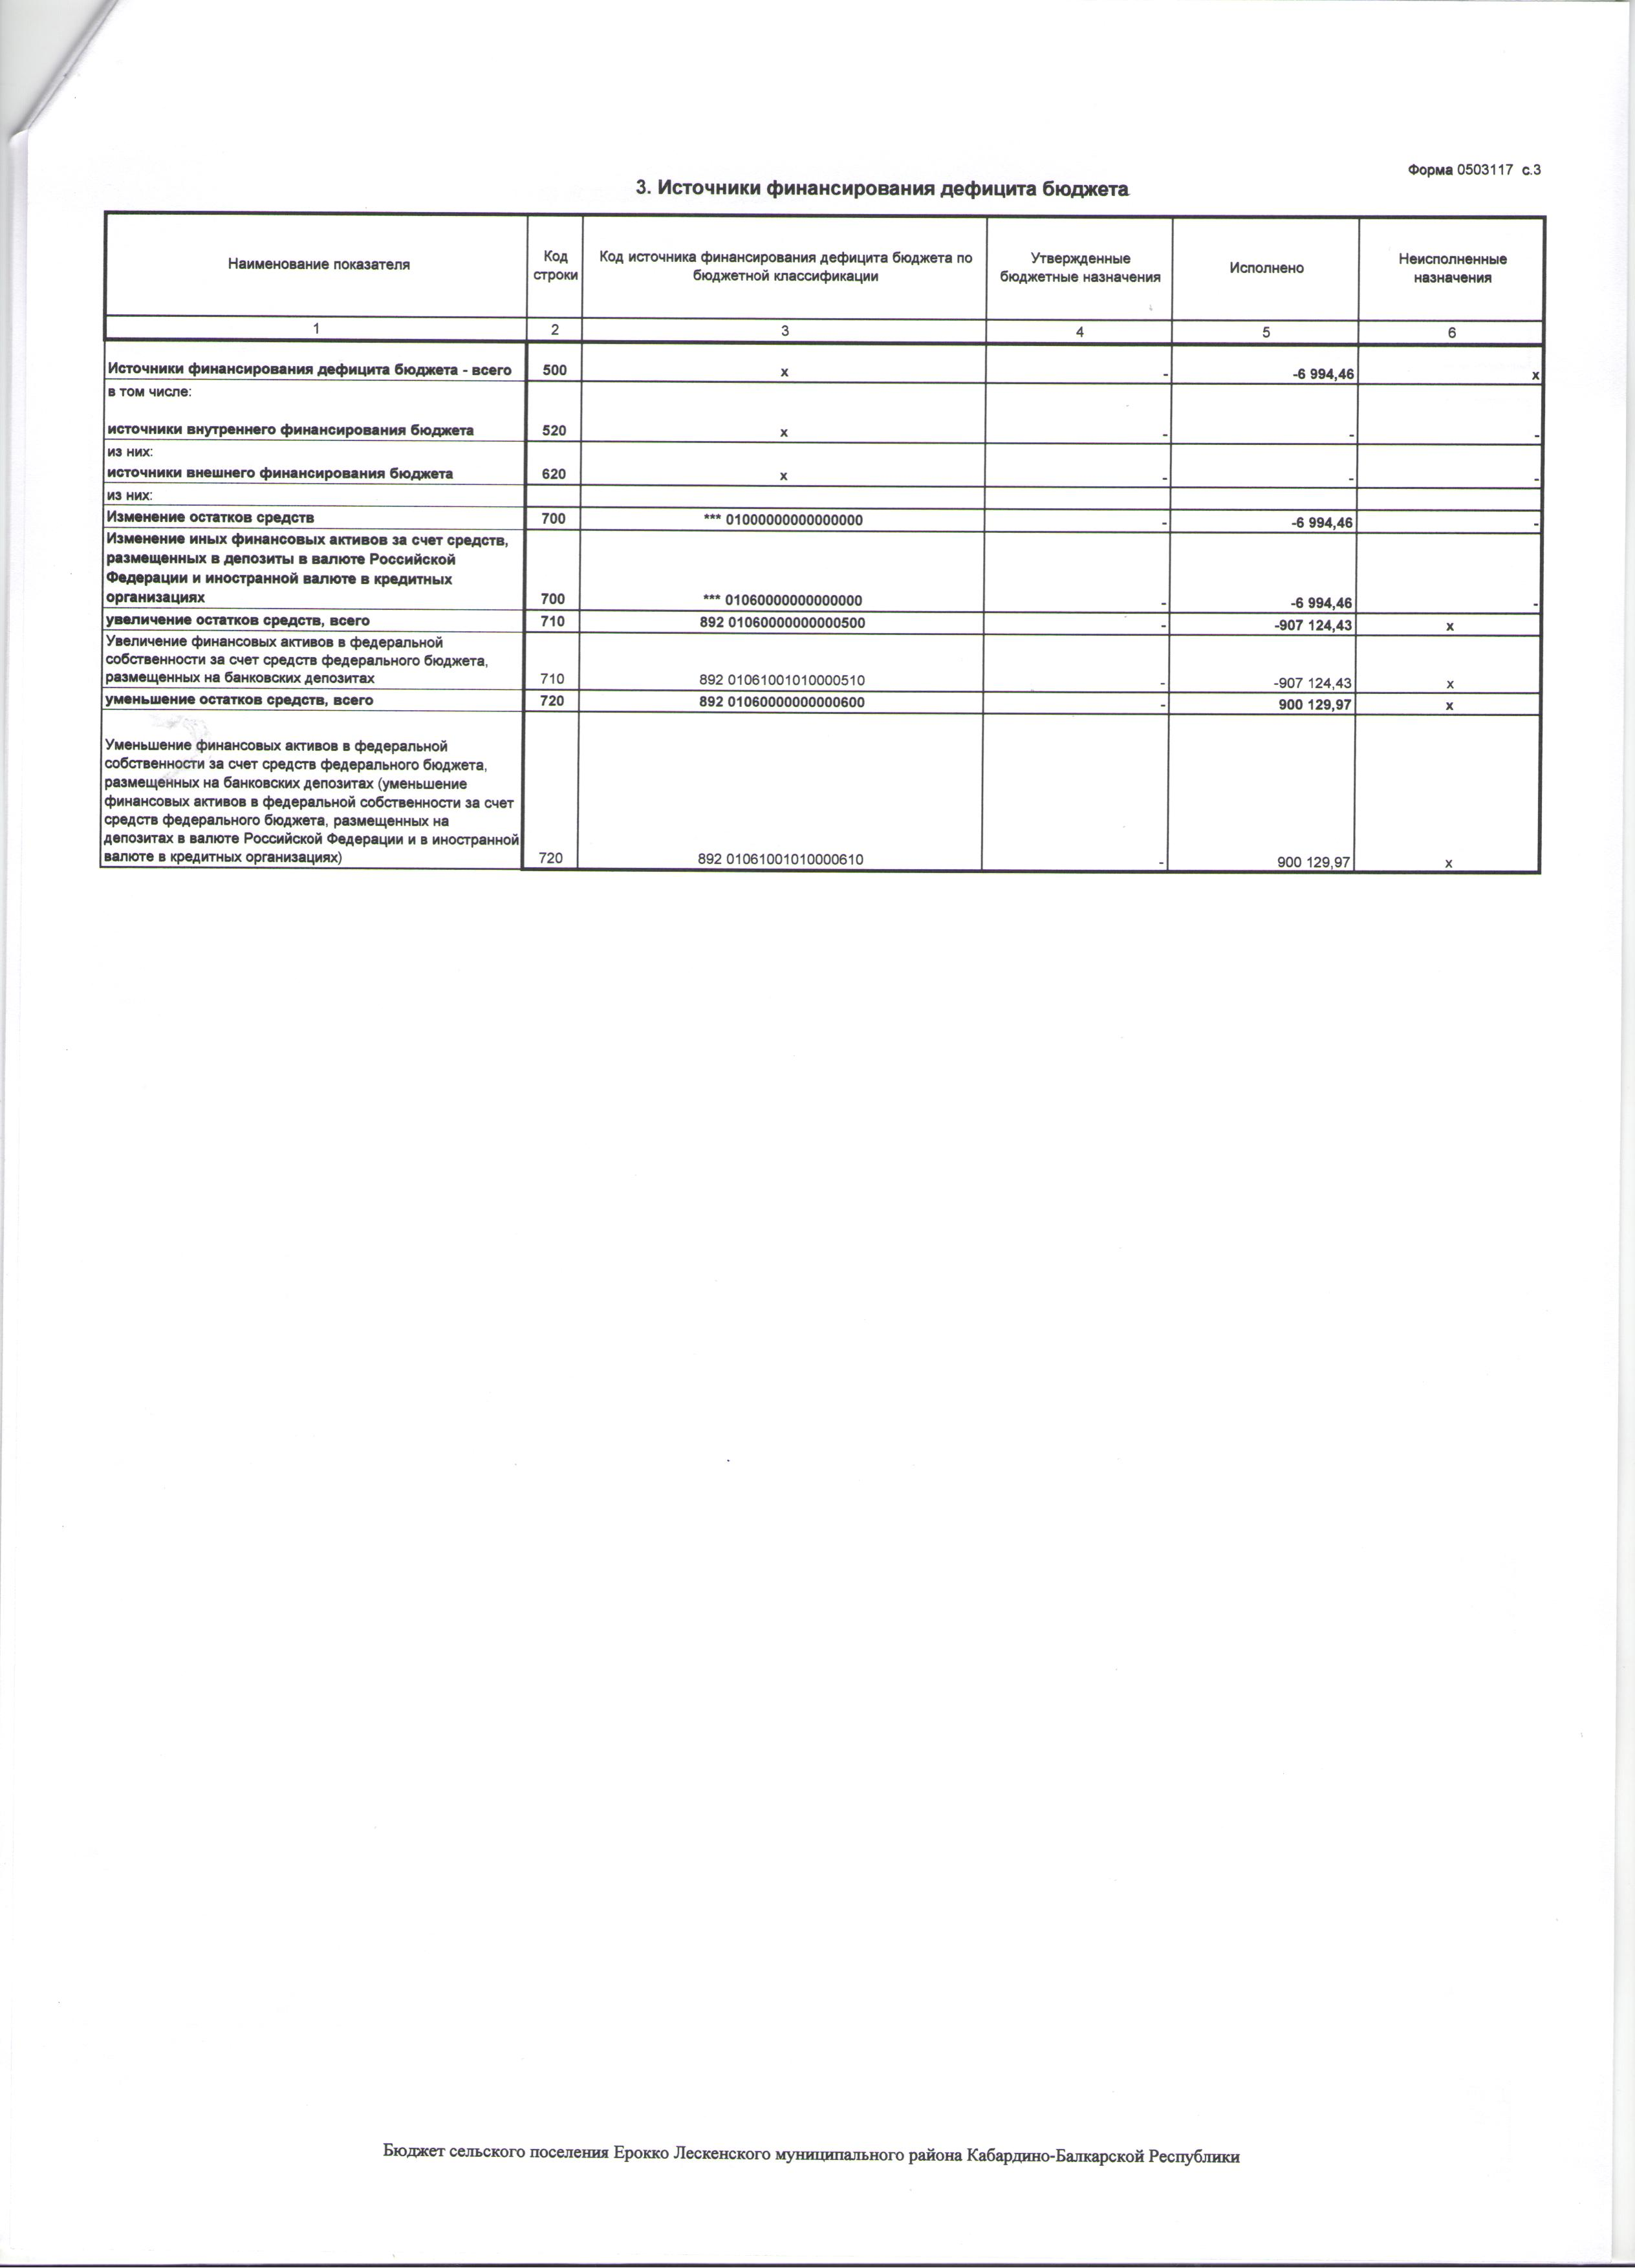 Форма 0503117 с.3
3. Источники финансирования дефицита бюджета
Наименование показателя
Код строки
Код источника финансирования дефицита бюджета по
бюджетной классификации
Утвержденные
бюджетные назначения
Исполнено
Неисполненные
назначения
1 2 3 4 5 6
Источники финансирования дефицита бюджета - всего 500 x - -6 994,46 x
в том числе:
источники внутреннего финансирования бюджета 520 x - - -
из них:
источники внешнего финансирования бюджета 620 x - - -
из них:
Изменение остатков средств 700 *** 01000000000000000 - -6 994,46 -
Изменение иных финансовых активов за счет средств,
размещенных в депозиты в валюте Российской
Федерации и иностранной валюте в кредитных
организациях 700 *** 01060000000000000 - -6 994,46 -
увеличение остатков средств, всего 710 892 01060000000000500 - -907 124,43 x
Увеличение финансовых активов в федеральной
собственности за счет средств федерального бюджета,
размещенных на банковских депозитах 710 892 01061001010000510 - -907 124,43 x
уменьшение остатков средств, всего 720 892 01060000000000600 - 900 129,97 x
Уменьшение финансовых активов в федеральной
собственности за счет средств федерального бюджета,
размещенных на банковских депозитах (уменьшение
финансовых активов в федеральной собственности за счет
средств федерального бюджета, размещенных на
депозитах в валюте Российской Федерации и в иностранной
валюте в кредитных организациях) 720 892 01061001010000610 - 900 129,97 x
Бюджет сельского поселения Ерокко Лескенского муниципального района Кабардино-Балкарской Республики